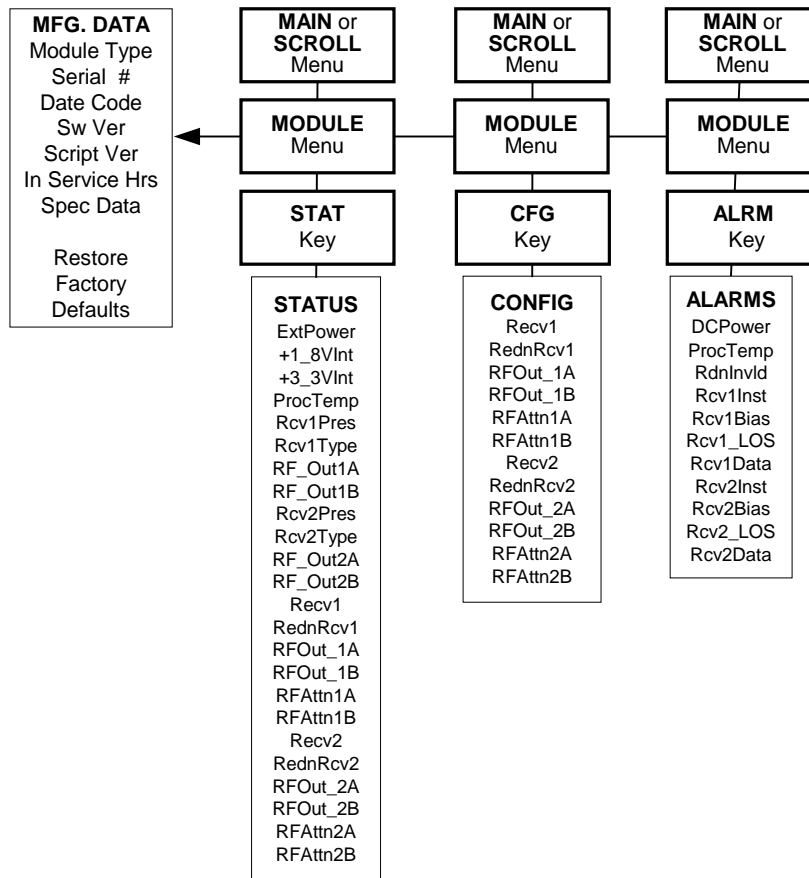 MFG. DATA
Module Type
Serial #
Date Code
Sw Ver
Script Ver
In Service Hrs
Spec Data
Restore
Factory
Defaults
MAIN or
SCROLL
Menu
MODULE
Menu
STAT
Key
STATUS
ExtPower
+1_8VInt
+3_3VInt
ProcTemp
Rcv1Pres
Rcv1Type
RF_Out1A
RF_Out1B
Rcv2Pres
Rcv2Type
RF_Out2A
RF_Out2B
Recv1
RednRcv1
RFOut_1A
RFOut_1B
RFAttn1A
RFAttn1B
Recv2
RednRcv2
RFOut_2A
RFOut_2B
RFAttn2A
RFAttn2B
MAIN or
SCROLL
Menu
MODULE
Menu
CFG
Key
CONFIG
Recv1
RednRcv1
RFOut_1A
RFOut_1B
RFAttn1A
RFAttn1B
Recv2
RednRcv2
RFOut_2A
RFOut_2B
RFAttn2A
RFAttn2B
MAIN or
SCROLL
Menu
MODULE
Menu
ALRM
Key
ALARMS
DCPower
ProcTemp
RdnInvld
Rcv1Inst
Rcv1Bias
Rcv1_LOS
Rcv1Data
Rcv2Inst
Rcv2Bias
Rcv2_LOS
Rcv2Data